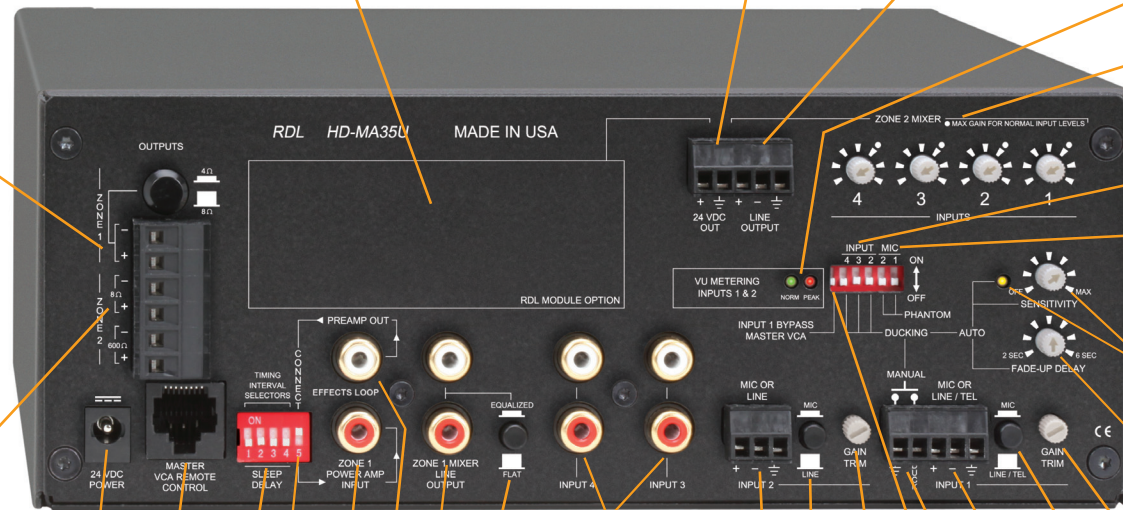 RDL HD-MA35U MADE IN USA
ZONE 2 MIXER
MAX GAIN FOR NORMAL INPUT LEVELS
OUTPUTS
4Ω
8Ω
ZONE 1
−
+
ZONE 2
8Ω
−
+
600Ω
−
+
+ + −
24 VDC
OUT
LINE
OUTPUT
4 3 2 1
INPUTS
INPUT MIC
4 3 2 2 1
ON
OFF
VU METERING
INPUTS 1 & 2
NORM PEAK
RDL MODULE OPTION
PHANTOM
INPUT 1 BYPASS
MASTER VCA
DUCKING
AUTO
OFF
MAX
SENSITIVITY
2 SEC
6 SEC
FADE-UP DELAY
PREAMP OUT
CONNECT
TIMING
INTERVAL
SELECTORS
EFFECTS LOOP
EQUALIZED
FLAT
ON
1 2 3 4 5
SLEEP
DELAY
24 VDC
POWER
MASTER
VCA REMOTE
CONTROL
ZONE 1
POWER AMP
INPUT
ZONE 1 MIXER
LINE
OUTPUT
INPUT 4
INPUT 3
MIC OR
LINE
MIC
LINE
+ −
INPUT 2
GAIN
TRIM
MANUAL
MIC OR
LINE / TEL
MIC
LINE / TEL
+ −
INPUT 1
GAIN
TRIM
CE